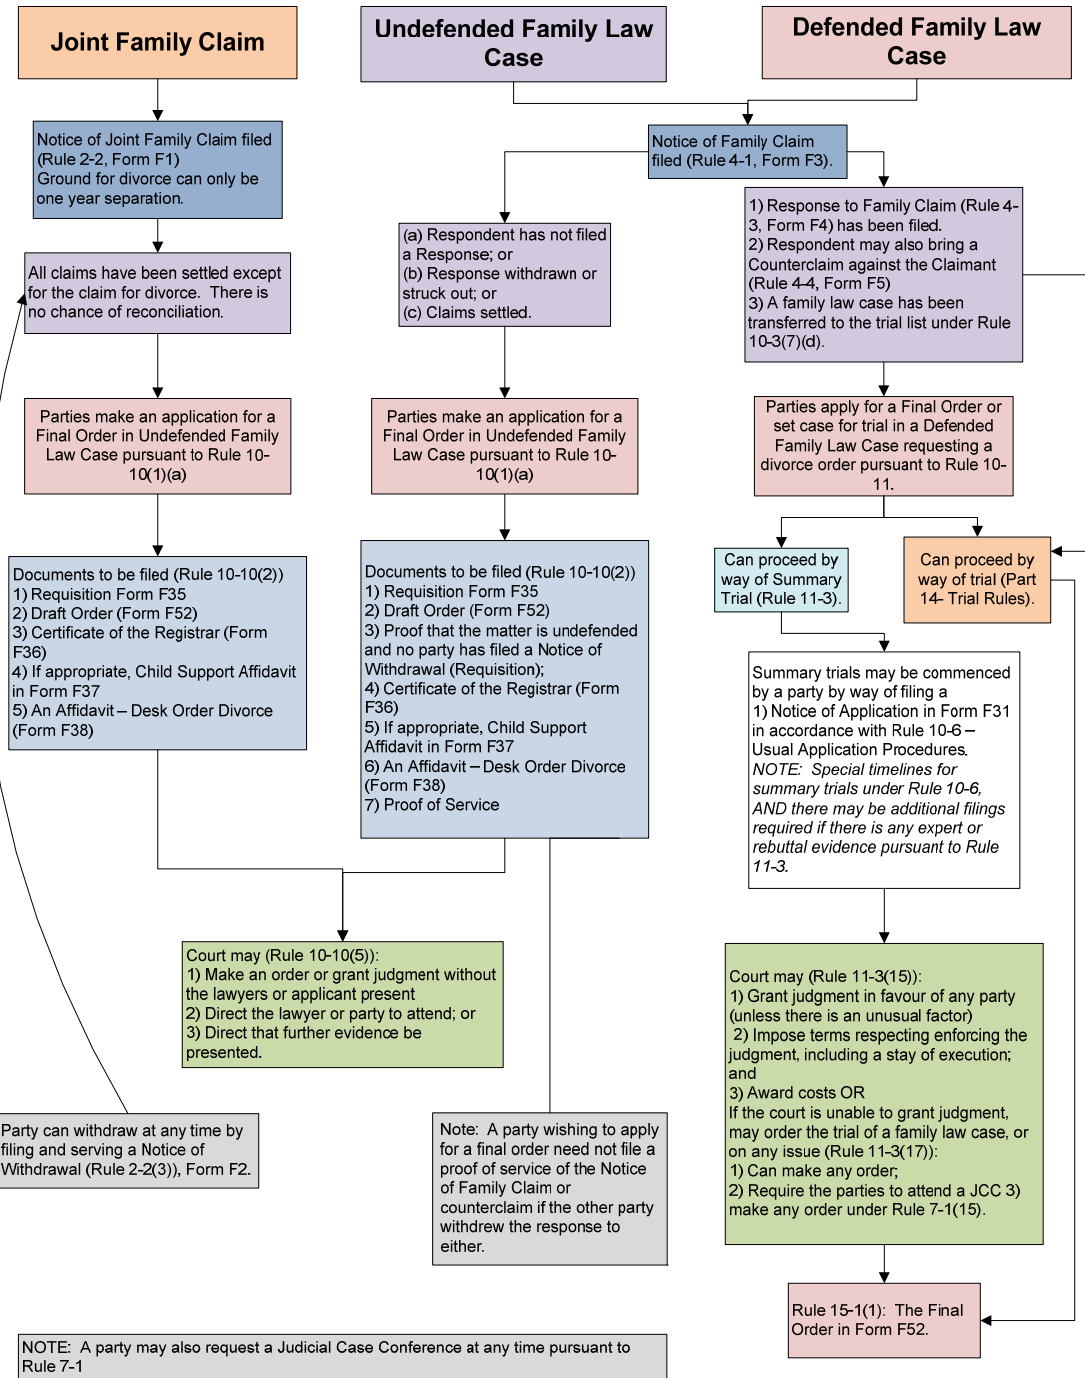 Joint Family Claim
Undefended Family Law
Case
Defended Family Law
Case
Notice of Joint Family Claim filed
(Rule 2-2, Form F1)
Ground for divorce can only be
one year separation.
Notice of Family Claim
filed (Rule 4-1, Form F3).
All claims have been settled except
for the claim for divorce.  There is
no chance of reconciliation.
(a) Respondent has not filed
a Response; or
(b) Response withdrawn or
struck out; or
(c) Claims settled.
1) Response to Family Claim (Rule 4-
3, Form F4) has been filed.
2) Respondent may also bring a
Counterclaim against the Claimant
(Rule 4-4, Form F5)
3) A family law case has been
transferred to the trial list under Rule
10-3(7)(d).
Parties make an application for a
Final Order in Undefended Family
Law Case pursuant to Rule 10-
10(1)(a)
Parties make an application for a
Final Order in Undefended Family
Law Case pursuant to Rule 10-
10(1)(a)
Parties apply for a Final Order or
set case for trial in a Defended
Family Law Case requesting a
divorce order pursuant to Rule 10-
11.
Documents to be filed (Rule 10-10(2))
1) Requisition Form F35
2) Draft Order (Form F52)
3) Certificate of the Registrar (Form
F36)
4) If appropriate, Child Support Affidavit
in Form F37
5) An Affidavit – Desk Order Divorce
(Form F38)
Documents to be filed (Rule 10-10(2))
1) Requisition Form F35
2) Draft Order (Form F52)
3) Proof that the matter is undefended
and no party has filed a Notice of
Withdrawal (Requisition);
4) Certificate of the Registrar (Form
F36)
5) If appropriate, Child Support
Affidavit in Form F37
6) An Affidavit – Desk Order Divorce
(Form F38)
7) Proof of Service
Can proceed by
way of Summary
Trial (Rule 11-3).
Can proceed by
way of trial (Part
14- Trial Rules).
Summary trials may be commenced
by a party by way of filing a
1) Notice of Application in Form F31
in accordance with Rule 10-6 –
Usual Application Procedures.
NOTE:  Special timelines for
summary trials under Rule 10-6,
AND there may be additional filings
required if there is any expert or
rebuttal evidence pursuant to Rule
11-3.
Court may (Rule 10-10(5)):
1) Make an order or grant judgment without
the lawyers or applicant present
2) Direct the lawyer or party to attend; or
3) Direct that further evidence be
presented.
Court may (Rule 11-3(15)):
1) Grant judgment in favour of any party
(unless there is an unusual factor)
2) Impose terms respecting enforcing the
judgment, including a stay of execution;
and
3) Award costs OR
If the court is unable to grant judgment,
may order the trial of a family law case, or
on any issue (Rule 11-3(17)):
1) Can make any order;
2) Require the parties to attend a JCC 3)
make any order under Rule 7-1(15).
Party can withdraw at any time by
filing and serving a Notice of
Withdrawal (Rule 2-2(3)), Form F2.
Note:  A party wishing to apply
for a final order need not file a
proof of service of the Notice
of Family Claim or
counterclaim if the other party
withdrew the response to
either.
Rule 15-1(1):  The Final
Order in Form F52.
NOTE:  A party may also request a Judicial Case Conference at any time pursuant to
Rule 7-1